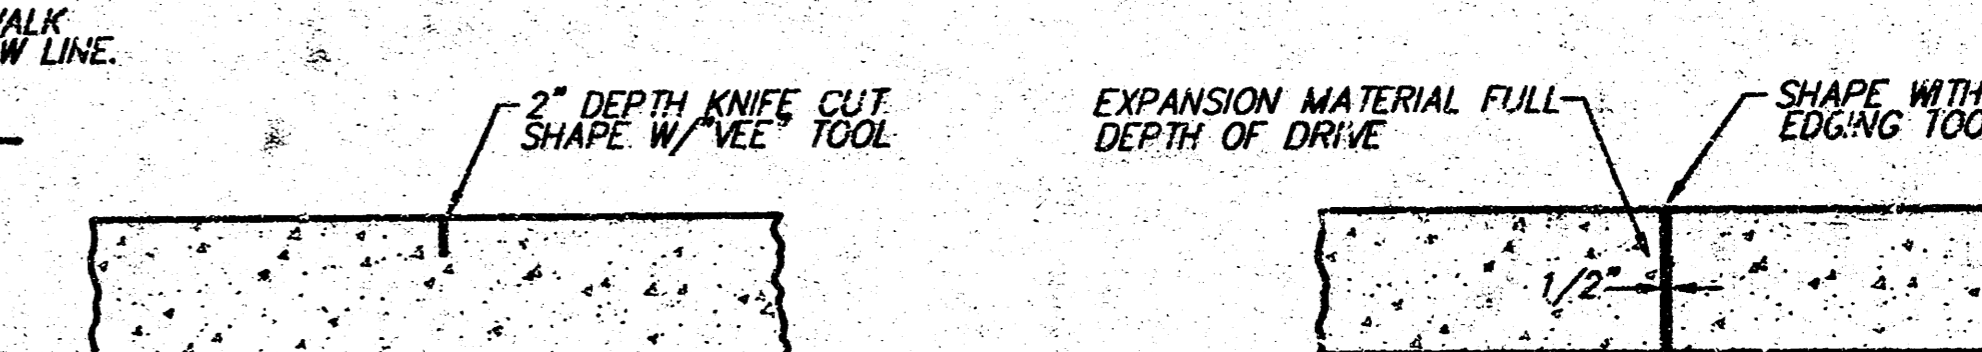 W LINE.
2" DEPTH KNIFE CUT
SHAPE W/"VEE" TOOL
EXPANSION MATERIAL FULL
DEPTH OF DRIVE
SHAPE WITH
EDGING
1/2"